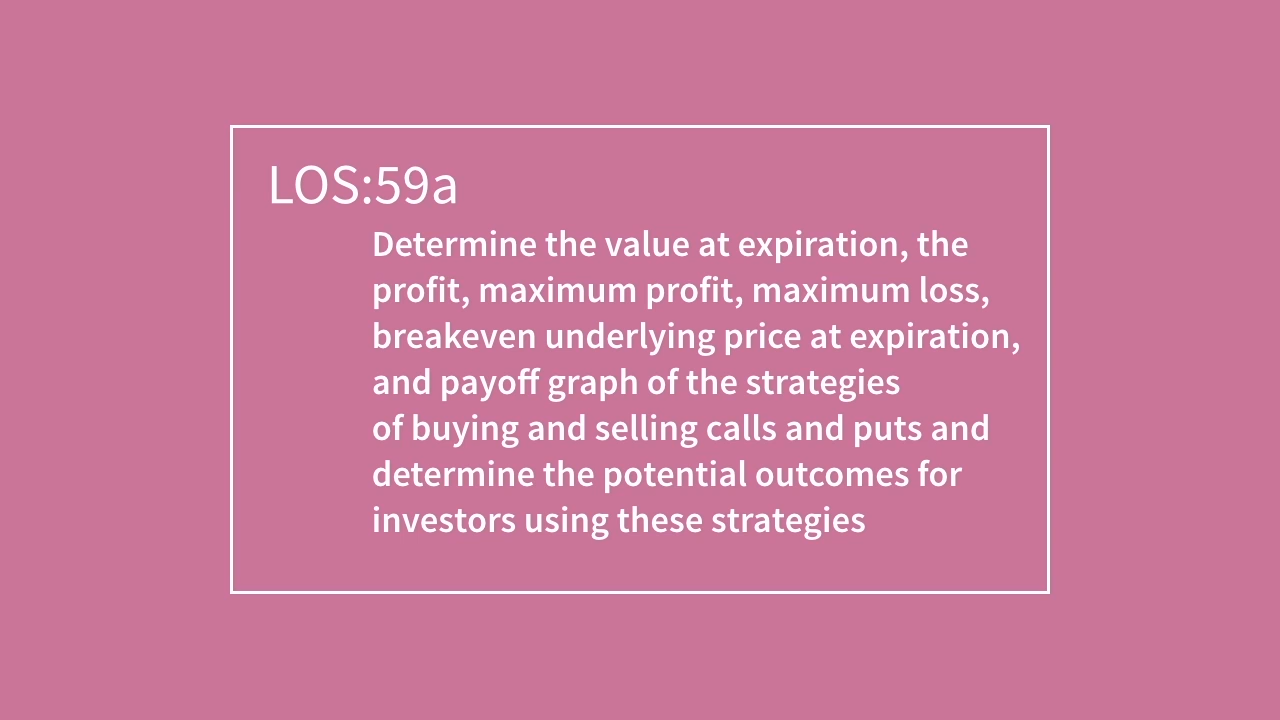 LOS:59a
Determine the value at expiration, the
profit, maximum profit, maximum loss,
breakeven underlying price at expiration,
and payoff graph of the strategies
of buying and selling calls and puts and
determine the potential outcomes for
investors using these strategies